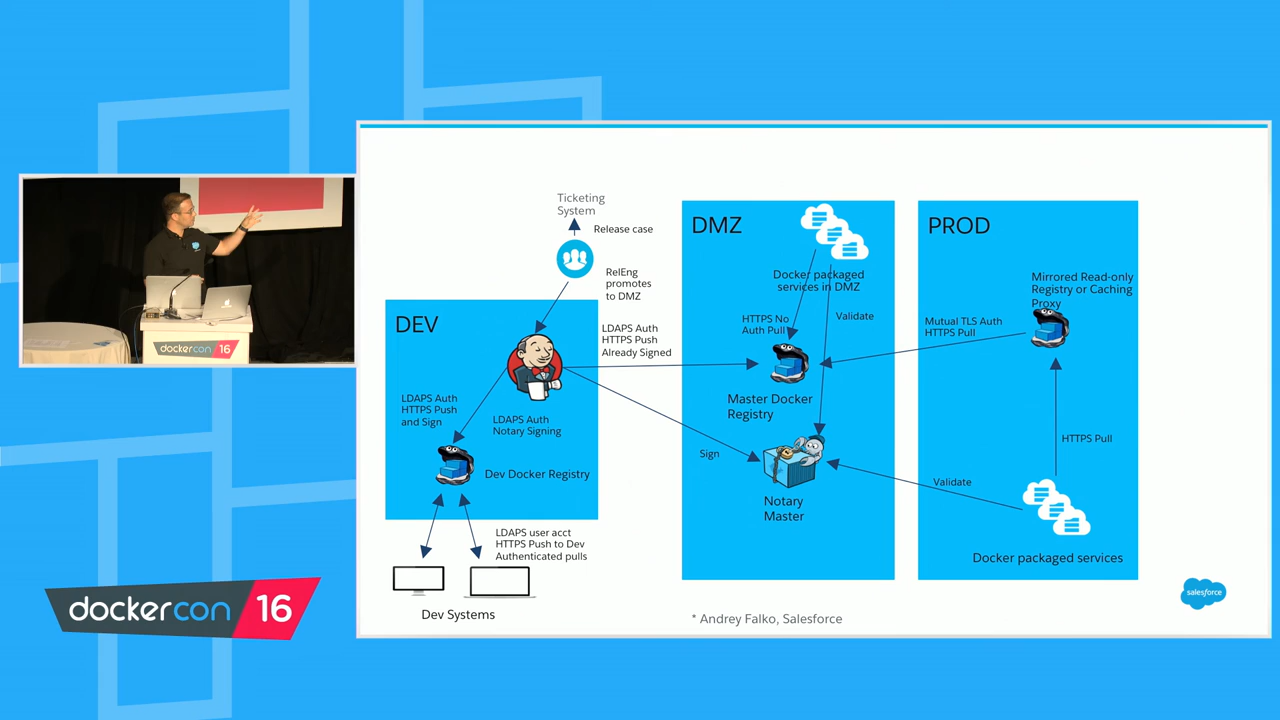 Ticketing
System
Release case
RelEng
promotes
to DMZ
DEV
LDAPS Auth
HTTPS Push
Already Signed
LDAPS Auth
HTTPS Push
and Sign
LDAPS Auth
Notary Signing
Dev Docker Registry
LDAPS user acct
HTTPS Push to Dev
Authenticated pulls
Dev Systems
DMZ
Docker packaged
services in DMZ
HTTPS No
Auth Pull
Validate
Master Docker
Registry
Sign
Notary
Master
PROD
Mirrored Read-only
Registry or Caching
Proxy
Mutual TLS Auth
HTTPS Pull
HTTPS Pull
Validate
Docker packaged services
* Andrey Falko, Salesforce
salesforce
dockercon 16
dockercon 16